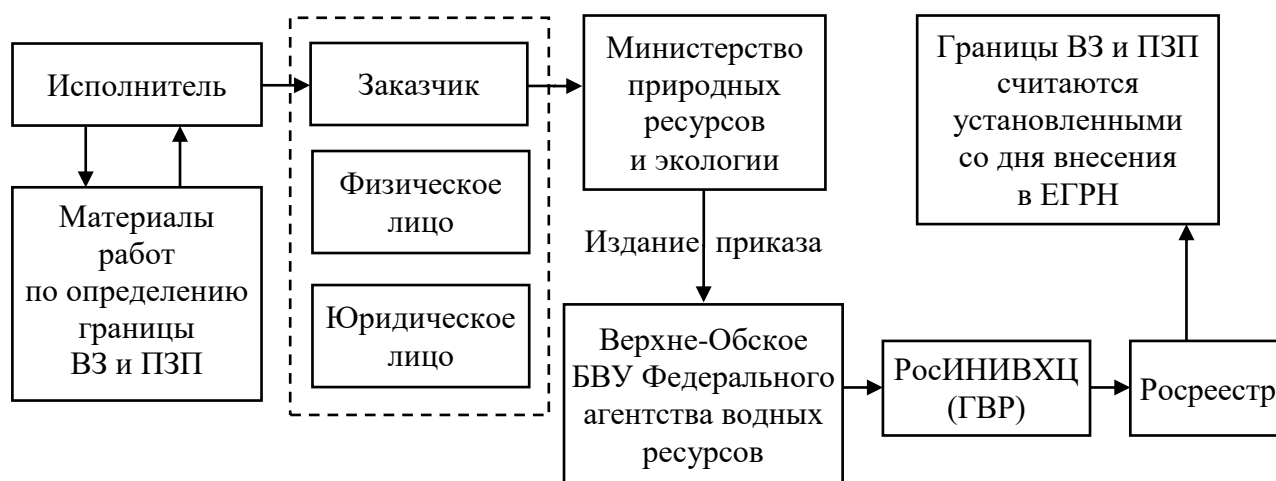 Исполнитель
Материалы
работ
по определению
границы
ВЗ и ПЗП
Заказчик
Физическое
лицо
Юридическое
лицо
Министерство
природных
ресурсов
и экологии
Издание приказа
Верхне-Обское
БВУ Федерального
агентства водных
ресурсов
РосИНИВХЦ
(ГВР)
Росреестр
Границы ВЗ и ПЗП
считаются
установленными
со дня внесения
в ЕГРН